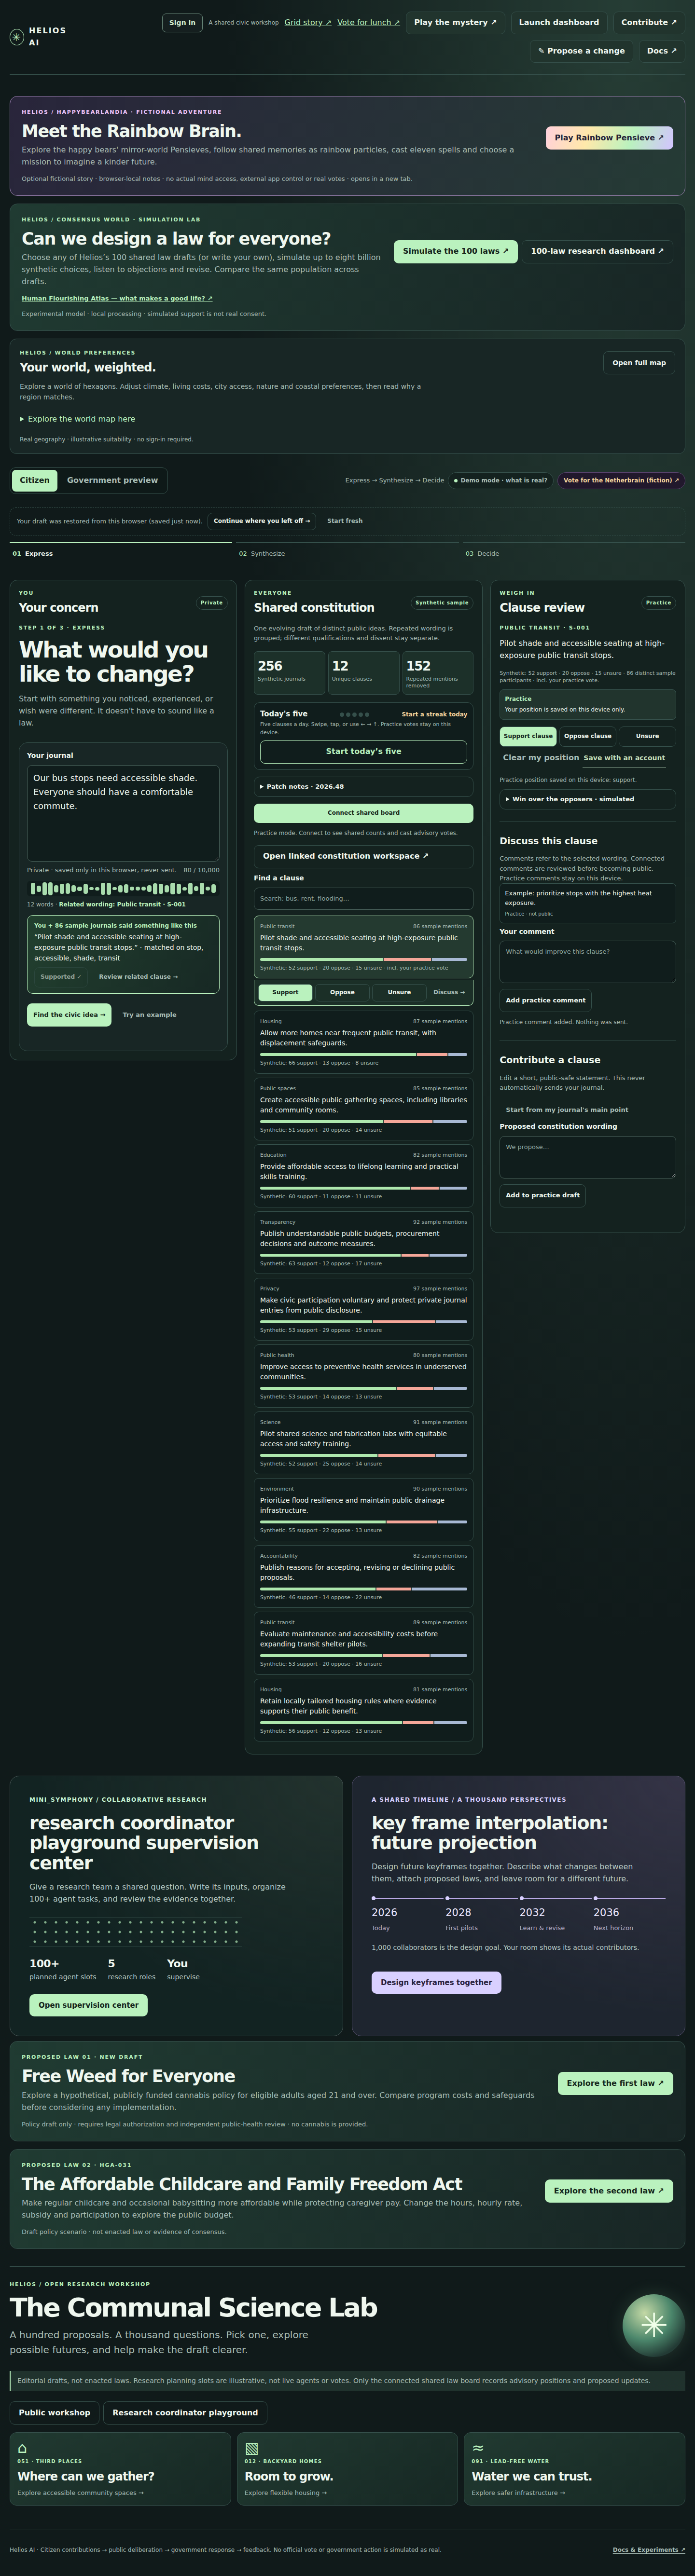 HELIOS
AI
Sign in
A shared civic workshop
Grid story ↗
Vote for lunch ↗
Play the mystery ↗
Launch dashboard
Contribute ↗
✎ Propose a change
Docs ↗
HELIOS / HAPPYBEARLANDIA · FICTIONAL ADVENTURE
Meet the Rainbow Brain.
Explore the happy bears' mirror-world Pensieves, follow shared memories as rainbow particles, cast eleven spells and choose a
mission to imagine a kinder future.
Optional fictional story · browser-local notes · no actual mind access, external app control or real votes · opens in a new tab.
Play Rainbow Pensieve ↗
HELIOS / CONSENSUS WORLD · SIMULATION LAB
Can we design a law for everyone?
Choose any of Helios's 100 shared law drafts (or write your own), simulate up to eight billion
synthetic choices, listen to objections and revise. Compare the same population across
drafts.
Human Flourishing Atlas — what makes a good life? ↗
Experimental model · local processing · simulated support is not real consent.
Simulate the 100 laws ↗
100-law research dashboard ↗
HELIOS / WORLD PREFERENCES
Your world, weighted.
Explore a world of hexagons. Adjust climate, living costs, city access, nature and coastal preferences, then read why a
region matches.
▶ Explore the world map here
Real geography · illustrative suitability · no sign-in required.
Open full map
Citizen
Government preview
Express → Synthesize → Decide
Demo mode · what is real?
Vote for the Netherbrain (fiction) ↗
Your draft was restored from this browser (saved just now).
Continue where you left off →
Start fresh
01 Express
02 Synthesize
03 Decide
YOU
Your concern
Private
STEP 1 OF 3 · EXPRESS
What would you
like to change?
Start with something you noticed, experienced, or
wish were different. It doesn't have to sound like a
law.
Your journal
Our bus stops need accessible shade.
Everyone should have a comfortable
commute.
Private · saved only in this browser, never sent.
80 / 10,000
12 words · Related wording: Public transit · S-001
You + 86 sample journals said something like this
“Pilot shade and accessible seating at high-
exposure public transit stops.” · matched on stop,
accessible, shade, transit
Supported ✓
Review related clause →
Find the civic idea →
Try an example
EVERYONE
Shared constitution
Synthetic sample
One evolving draft of distinct public ideas. Repeated wording is
grouped; different qualifications and dissent stay separate.
256
Synthetic journals
12
Unique clauses
152
Repeated mentions
removed
Today's five
Start a streak today
Five clauses a day. Swipe, tap, or use ← → ↑. Practice votes stay on this
device.
Start today’s five
▶ Patch notes · 2026.48
Connect shared board
Practice mode. Connect to see shared counts and cast advisory votes.
Open linked constitution workspace ↗
Find a clause
Search: bus, rent, flooding...
Public transit
86 sample mentions
Pilot shade and accessible seating at high-exposure public transit
stops.
Synthetic: 52 support · 20 oppose · 15 unsure · incl. your practice vote
Support
Oppose
Unsure
Discuss →
Housing
87 sample mentions
Allow more homes near frequent public transit, with
displacement safeguards.
Synthetic: 66 support · 13 oppose · 8 unsure
Public spaces
85 sample mentions
Create accessible public gathering spaces, including libraries
and community rooms.
Synthetic: 51 support · 20 oppose · 14 unsure
Education
82 sample mentions
Provide affordable access to lifelong learning and practical
skills training.
Synthetic: 60 support · 11 oppose · 11 unsure
Transparency
92 sample mentions
Publish understandable public budgets, procurement
decisions and outcome measures.
Synthetic: 63 support · 12 oppose · 17 unsure
Privacy
97 sample mentions
Make civic participation voluntary and protect private journal
entries from public disclosure.
Synthetic: 53 support · 29 oppose · 15 unsure
Public health
80 sample mentions
Improve access to preventive health services in underserved
communities.
Synthetic: 53 support · 14 oppose · 13 unsure
Science
91 sample mentions
Pilot shared science and fabrication labs with equitable
access and safety training.
Synthetic: 52 support · 25 oppose · 14 unsure
Environment
90 sample mentions
Prioritize flood resilience and maintain public drainage
infrastructure.
Synthetic: 55 support · 22 oppose · 13 unsure
Accountability
82 sample mentions
Publish reasons for accepting, revising or declining public
proposals.
Synthetic: 46 support · 14 oppose · 22 unsure
Public transit
89 sample mentions
Evaluate maintenance and accessibility costs before
expanding transit shelter pilots.
Synthetic: 53 support · 20 oppose · 16 unsure
Housing
81 sample mentions
Retain locally tailored housing rules where evidence
supports their public benefit.
Synthetic: 56 support · 12 oppose · 13 unsure
WEIGH IN
Clause review
Practice
PUBLIC TRANSIT · S-001
Pilot shade and accessible seating at high-
exposure public transit stops.
Synthetic: 52 support · 20 oppose · 15 unsure · 86 distinct sample
participants · incl. your practice vote.
Practice
Your position is saved on this device only.
Support clause
Oppose clause
Unsure
Clear my position
Save with an account
Practice position saved on this device: support.
▶ Win over the opposers · simulated
Discuss this clause
Comments refer to the selected wording. Connected
comments are reviewed before becoming public.
Practice comments stay on this device.
Example: prioritize stops with the highest heat
exposure.
Practice · not public
Your comment
What would improve this clause?
Add practice comment
Practice comment added. Nothing was sent.
Contribute a clause
Edit a short, public-safe statement. This never
automatically sends your journal.
Start from my journal's main point
Proposed constitution wording
We propose...
Add to practice draft
MINI_SYMPHONY / COLLABORATIVE RESEARCH
research coordinator
playground supervision
center
Give a research team a shared question. Write its inputs, organize
100+ agent tasks, and review the evidence together.
100+
planned agent slots
5
research roles
You
supervise
Open supervision center
A SHARED TIMELINE / A THOUSAND PERSPECTIVES
key frame interpolation:
future projection
Design future keyframes together. Describe what changes between
them, attach proposed laws, and leave room for a different future.
2026
Today
2028
First pilots
2032
Learn & revise
2036
Next horizon
1,000 collaborators is the design goal. Your room shows its actual contributors.
Design keyframes together
PROPOSED LAW 01 · NEW DRAFT
Free Weed for Everyone
Explore a hypothetical, publicly funded cannabis policy for eligible adults aged 21 and over. Compare program costs and safeguards
before considering any implementation.
Policy draft only · requires legal authorization and independent public-health review · no cannabis is provided.
Explore the first law ↗
PROPOSED LAW 02 · HGA-031
The Affordable Childcare and Family Freedom Act
Make regular childcare and occasional babysitting more affordable while protecting caregiver pay. Change the hours, hourly rate,
subsidy and participation to explore the public budget.
Draft policy scenario · not enacted law or evidence of consensus.
Explore the second law ↗
HELIOS / OPEN RESEARCH WORKSHOP
The Communal Science Lab
A hundred proposals. A thousand questions. Pick one, explore
possible futures, and help make the draft clearer.
Editorial drafts, not enacted laws. Research planning slots are illustrative, not live agents or votes. Only the connected shared law board records advisory positions and proposed updates.
Public workshop
Research coordinator playground
051 · THIRD PLACES
Where can we gather?
Explore accessible community spaces →
012 · BACKYARD HOMES
Room to grow.
Explore flexible housing →
091 · LEAD-FREE WATER
Water we can trust.
Explore safer infrastructure →
Helios AI · Citizen contributions → public deliberation → government response → feedback. No official vote or government action is simulated as real.
Docs & Experiments ↗